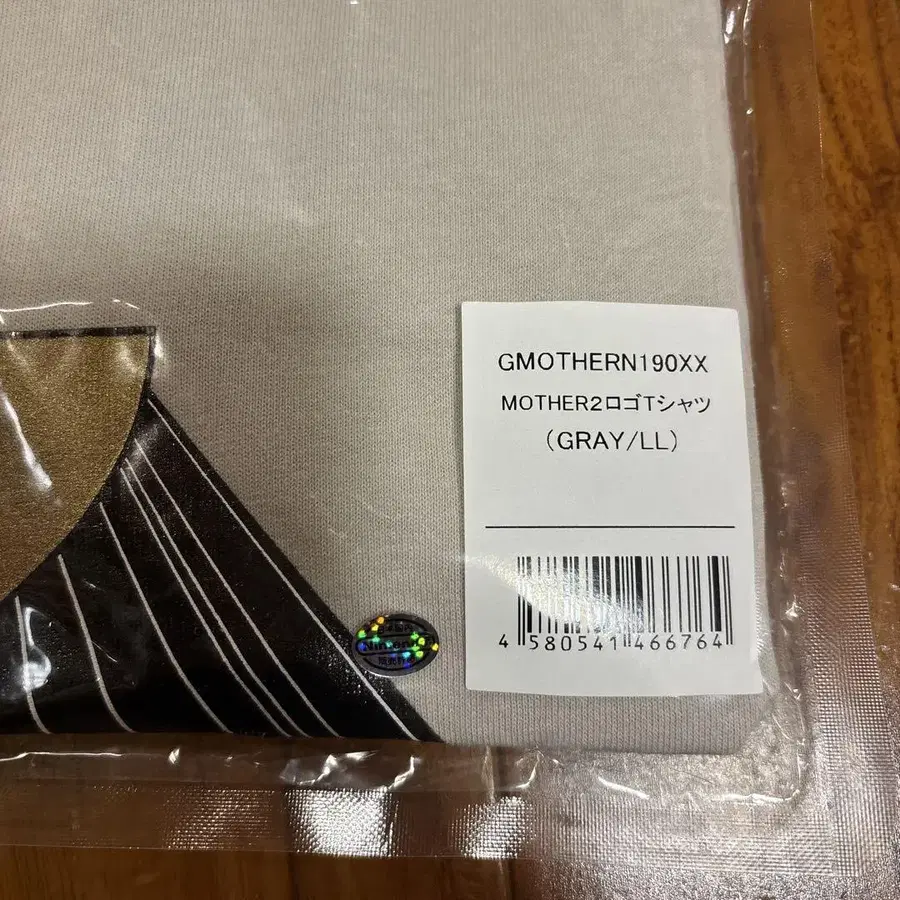 GMOTHERN190XX
MOTHER2ロゴTシャツ
(GRAY/LL)
4 580541 466764
Nintendo